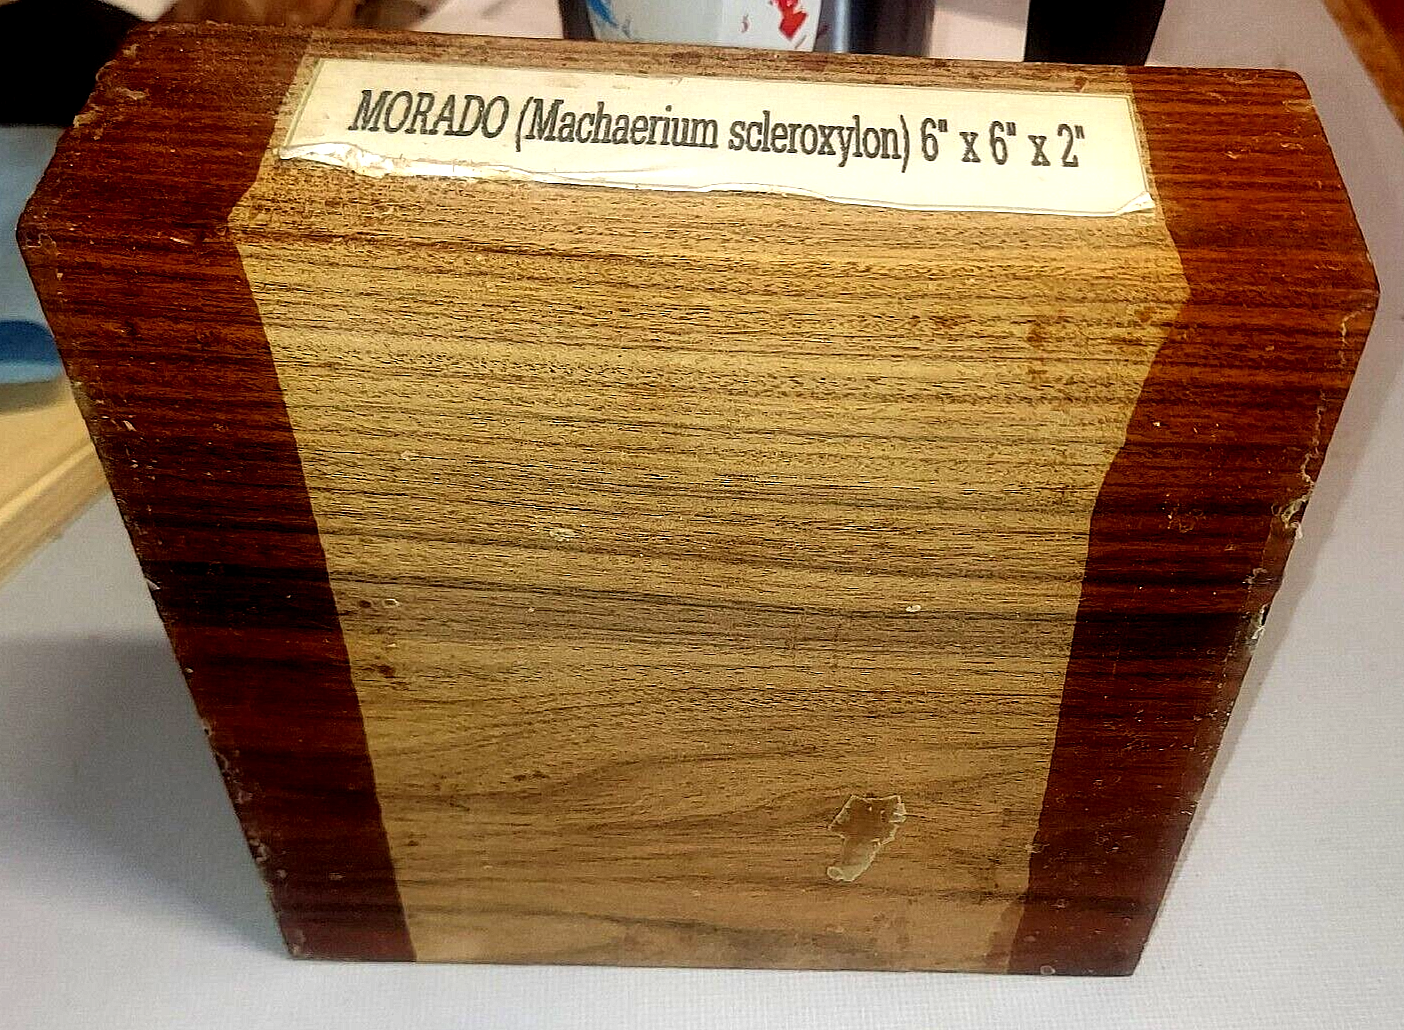 MORADO (Machaerium scleroxylon) 6" x 6" x 2"